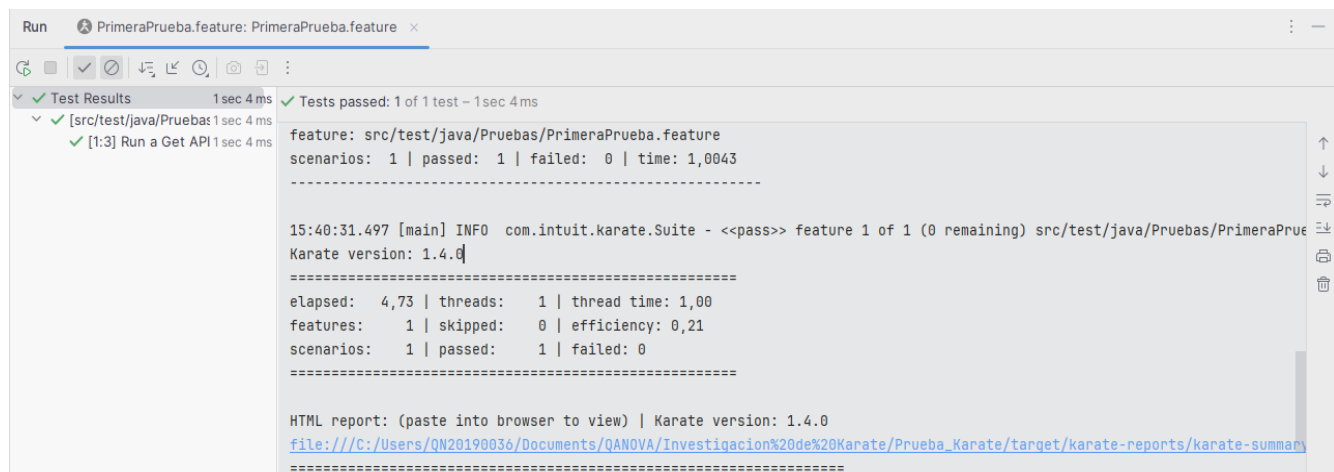 Run PrimeraPrueba.feature: PrimeraPrueba.feature
Test Results 1 sec 4 ms
Tests passed: 1 of 1 test – 1 sec 4 ms
[src/test/java/Pruebas 1 sec 4 ms
[1:3] Run a Get API 1 sec 4 ms
feature: src/test/java/Pruebas/PrimeraPrueba.feature
scenarios:  1 | passed:  1 | failed:  0 | time: 1,0043
---------------------------------------------------------
15:40:31.497 [main] INFO  com.intuit.karate.Suite - <<pass>> feature 1 of 1 (0 remaining) src/test/java/Pruebas/PrimeraPrue
Karate version: 1.4.0
======================================================
elapsed:   4,73 | threads:    1 | thread time: 1,00
features:     1 | skipped:    0 | efficiency: 0,21
scenarios:    1 | passed:     1 | failed: 0
======================================================
HTML report: (paste into browser to view) | Karate version: 1.4.0
file:///C:/Users/QN20190036/Documents/QANOVA/Investigacion%20de%20Karate/Prueba_Karate/target/karate-reports/karate-summary
===================================================================